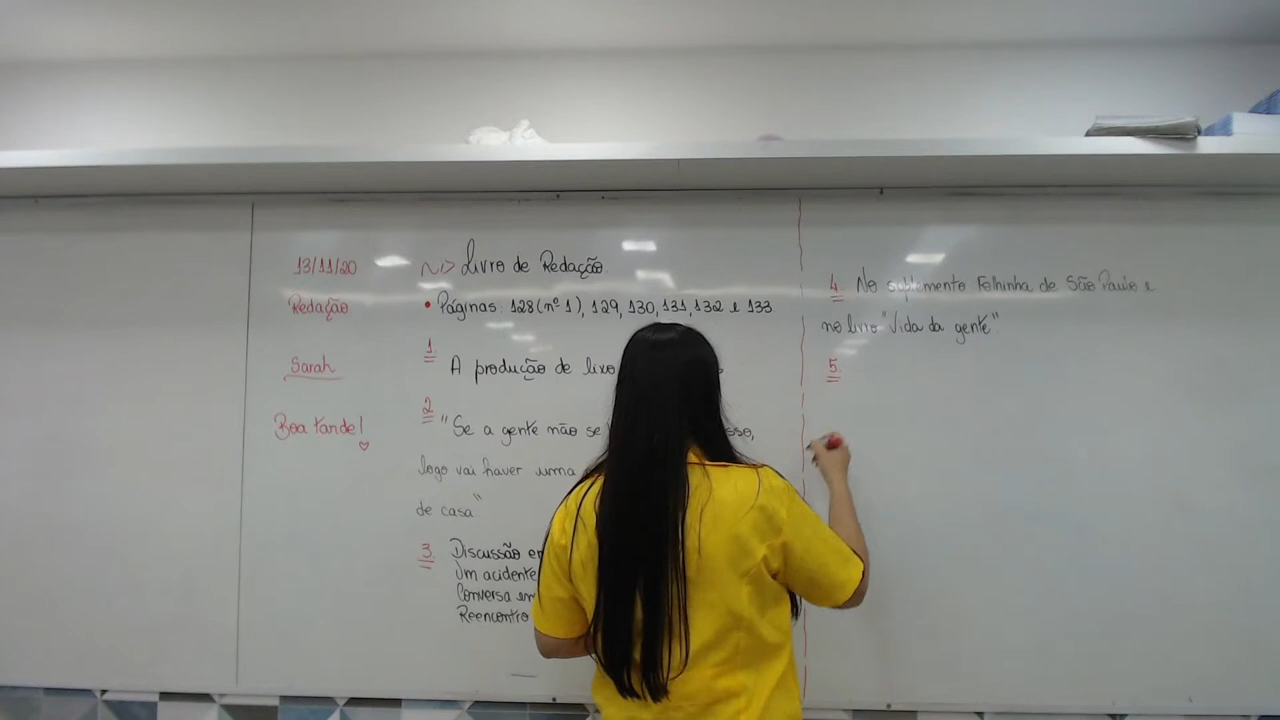 13/11/20
Redação
Sarah
Boa tarde!
Livro de Redação.
• Páginas: 128 (nº 1), 129, 130, 131, 132 e 133
1.
A produção de lixo
2.
"Se a gente não se
logo vai haver uma
de casa"
3.
Discussão
Um acidente
Conversa
Reencontro
4. No suplemento Folhinha de São Paulo e
no livro "Vida da gente".
5.